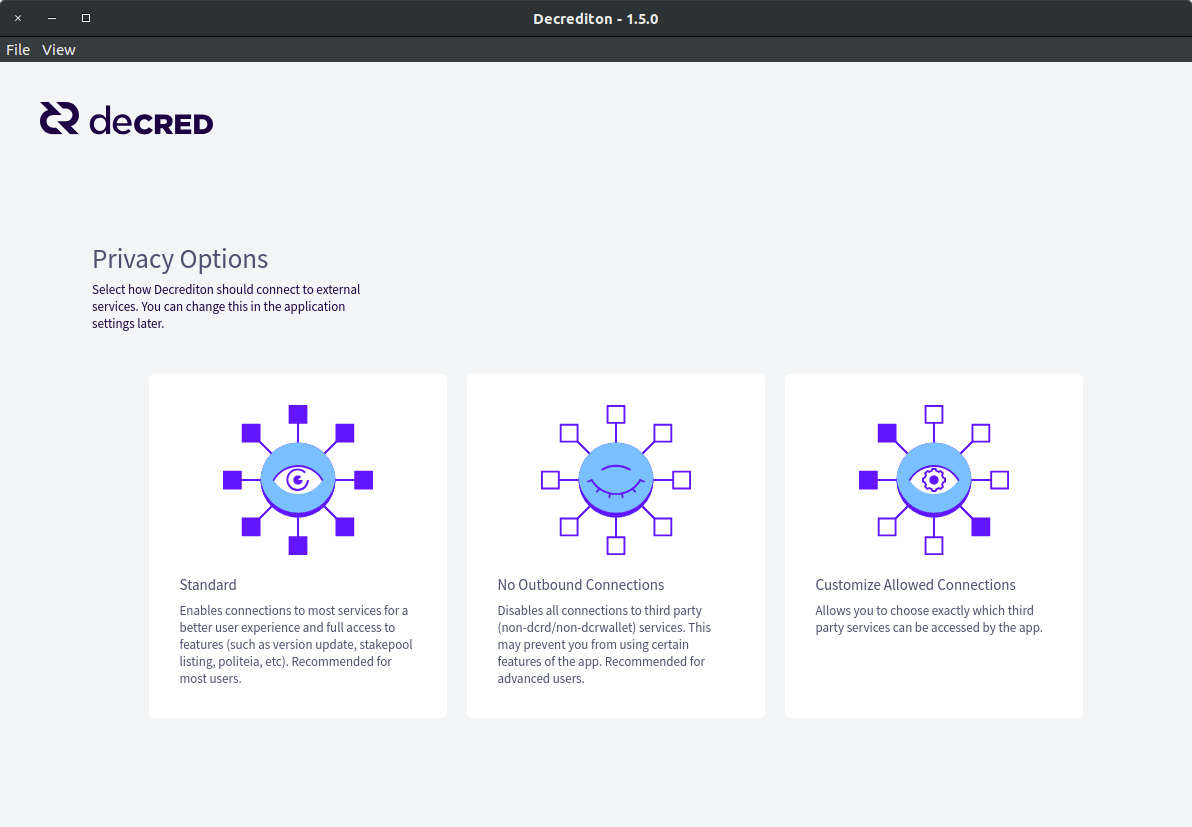 Decrediton - 1.5.0
File View
deCRED
Privacy Options
Select how Decrediton should connect to external
services. You can change this in the application
settings later.
Standard
Enables connections to most services for a
better user experience and full access to
features (such as version update, stakepool
listing, politeia, etc). Recommended for
most users.
No Outbound Connections
Disables all connections to third party
(non-dcrd/non-dcrwallet) services. This
may prevent you from using certain
features of the app. Recommended for
advanced users.
Customize Allowed Connections
Allows you to choose exactly which third
party services can be accessed by the app.